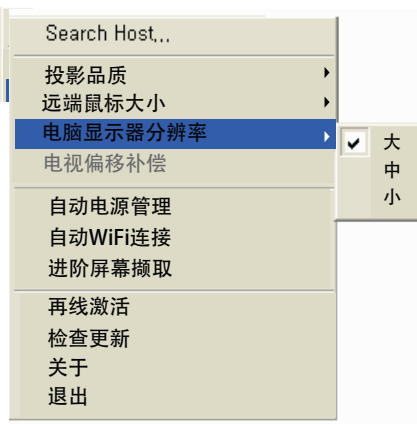 Search Host...
投影品质
远端鼠标大小
电脑显示器分辨率
大
中
小
电视偏移补偿
自动电源管理
自动WiFi连接
进阶屏幕撷取
再线激活
检查更新
关于
退出